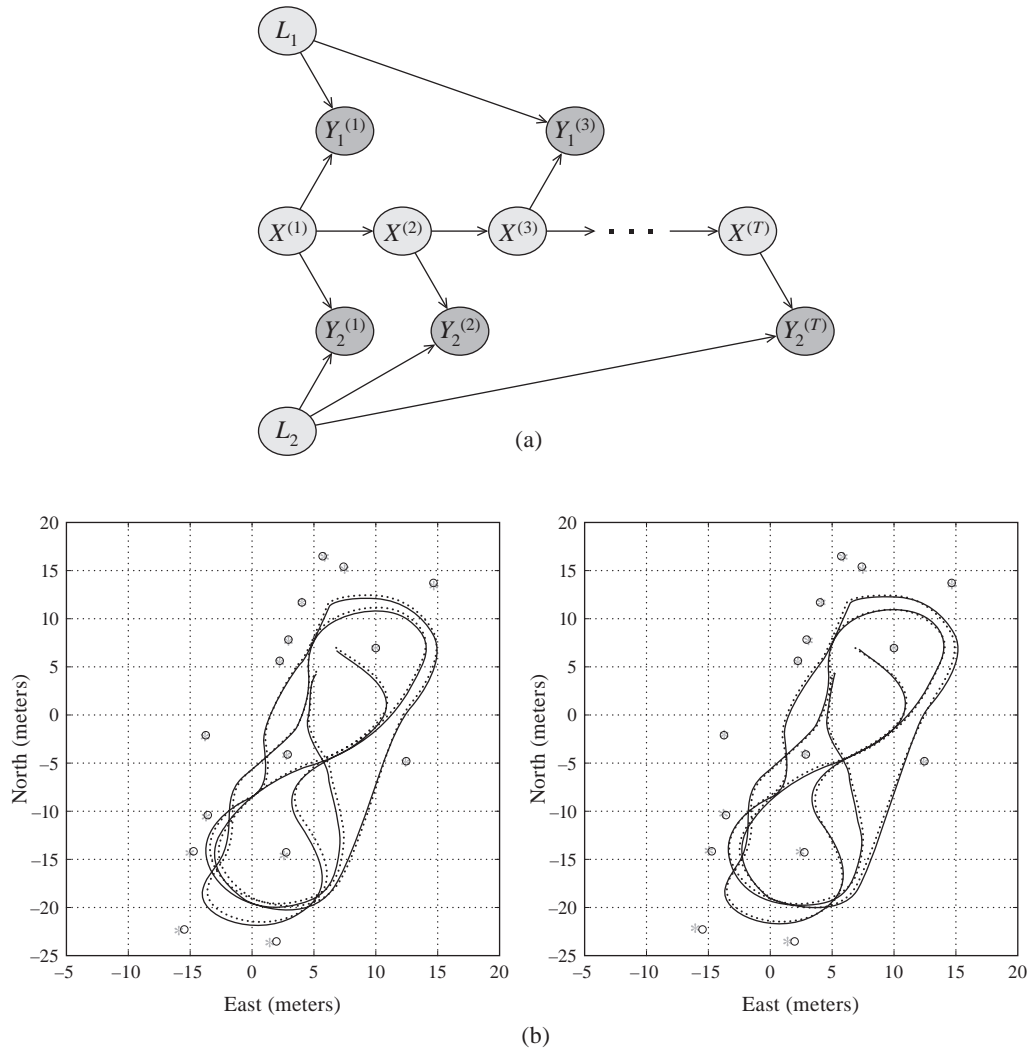 L₁
Y₁⁽¹⁾ Y₁⁽³⁾
X⁽¹⁾ X⁽²⁾ X⁽³⁾ . . . X⁽ᵀ⁾
Y₂⁽¹⁾ Y₂⁽²⁾ Y₂⁽ᵀ⁾
L₂
(a)
North (meters)
20
15
10
5
0
−5
−10
−15
−20
−25
−5 −10 −15 0 5 10 15 20
East (meters)
North (meters)
20
15
10
5
0
−5
−10
−15
−20
−25
−5 −10 −15 0 5 10 15 20
East (meters)
(b)